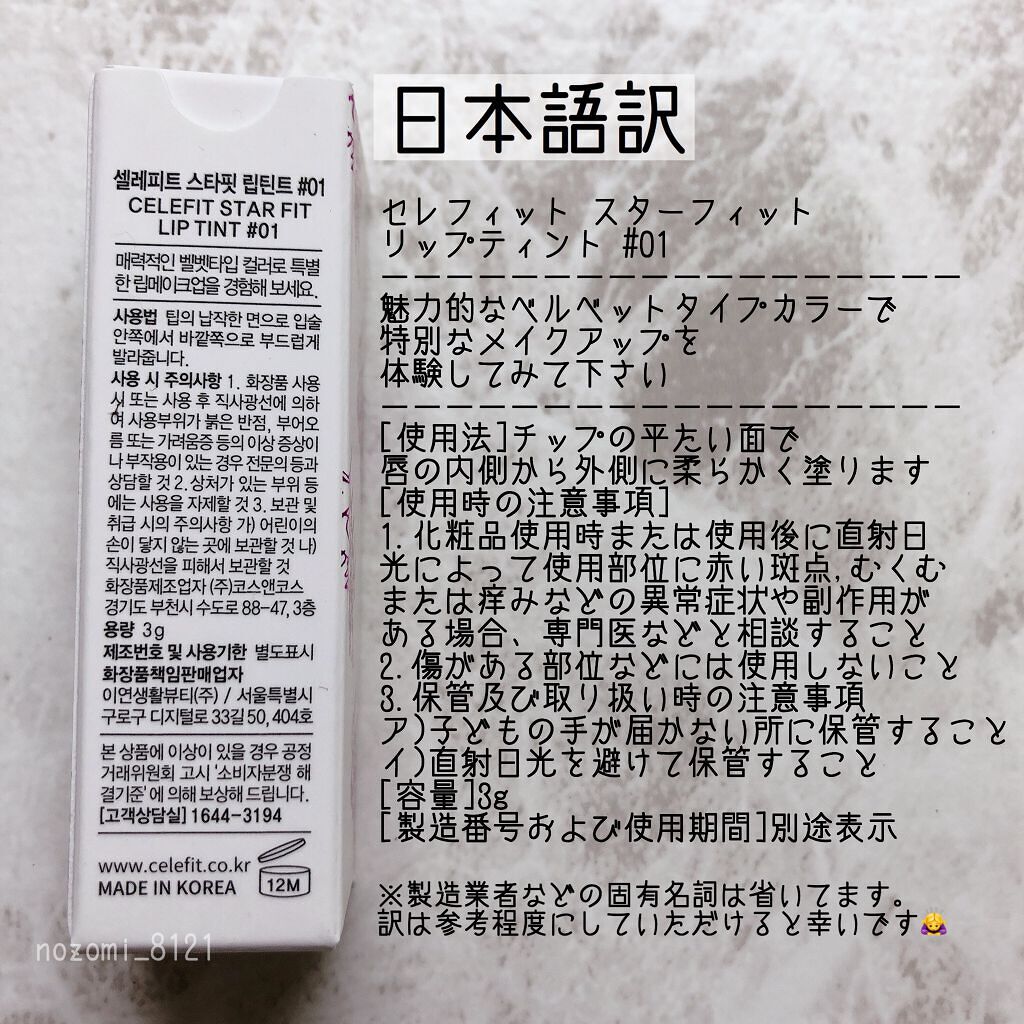 셀레피트 스타핏 립틴트 #01
CELEFIT STAR FIT
LIP TINT #01
매력적인 벨벳타입 컬러로 특별
한 립메이크업을 경험해 보세요.
사용법 팁의 납작한 면으로 입술
안쪽에서 바깥쪽으로 부드럽게
발라줍니다.
사용 시 주의사항 1. 화장품 사용
시 또는 사용 후 직사광선에 의하
여 사용부위가 붉은 반점, 부어오
름 또는 가려움증 등의 이상 증상이
나 부작용이 있는 경우 전문의 등과
상담할 것 2. 상처가 있는 부위 등
에는 사용을 자제할 것 3. 보관 및
취급 시의 주의사항 가) 어린이의
손이 닿지 않는 곳에 보관할 것 나)
직사광선을 피해서 보관할 것
화장품제조업자 (주)코스앤코스
경기도 부천시 수도로 88-47, 3층
용량 3g
제조번호 및 사용기한 별도표시
화장품책임판매업자
이연생활뷰티(주) / 서울특별시
구로구 디지털로 33길 50, 404호
본 상품에 이상이 있을 경우 공정
거래위원회 고시 '소비자분쟁 해
결기준'에 의해 보상해 드립니다.
[고객상담실] 1644-3194
www.celefit.co.kr
MADE IN KOREA
12M
nozomi_8121
日本語訳
セレフィット スターフィット
リップティント #01
魅力的なベルベットタイプカラーで
特別なメイクアップを
体験してみて下さい
[使用法]チップの平たい面で
唇の内側から外側に柔らかく塗ります
[使用時の注意事項]
1. 化粧品使用時または使用後に直射日
光によって使用部位に赤い斑点, むくむ
または痒みなどの異常症状や副作用が
ある場合、専門医などと相談すること
2. 傷がある部位などには使用しないこと
3. 保管及び取り扱い時の注意事項
ア)子どもの手が届かない所に保管すること
イ)直射日光を避けて保管すること
[容量]3g
[製造番号および使用期間]別途表示
※製造業者などの固有名詞は省いてます。
訳は参考程度にしていただけると幸いです🙇‍♀️